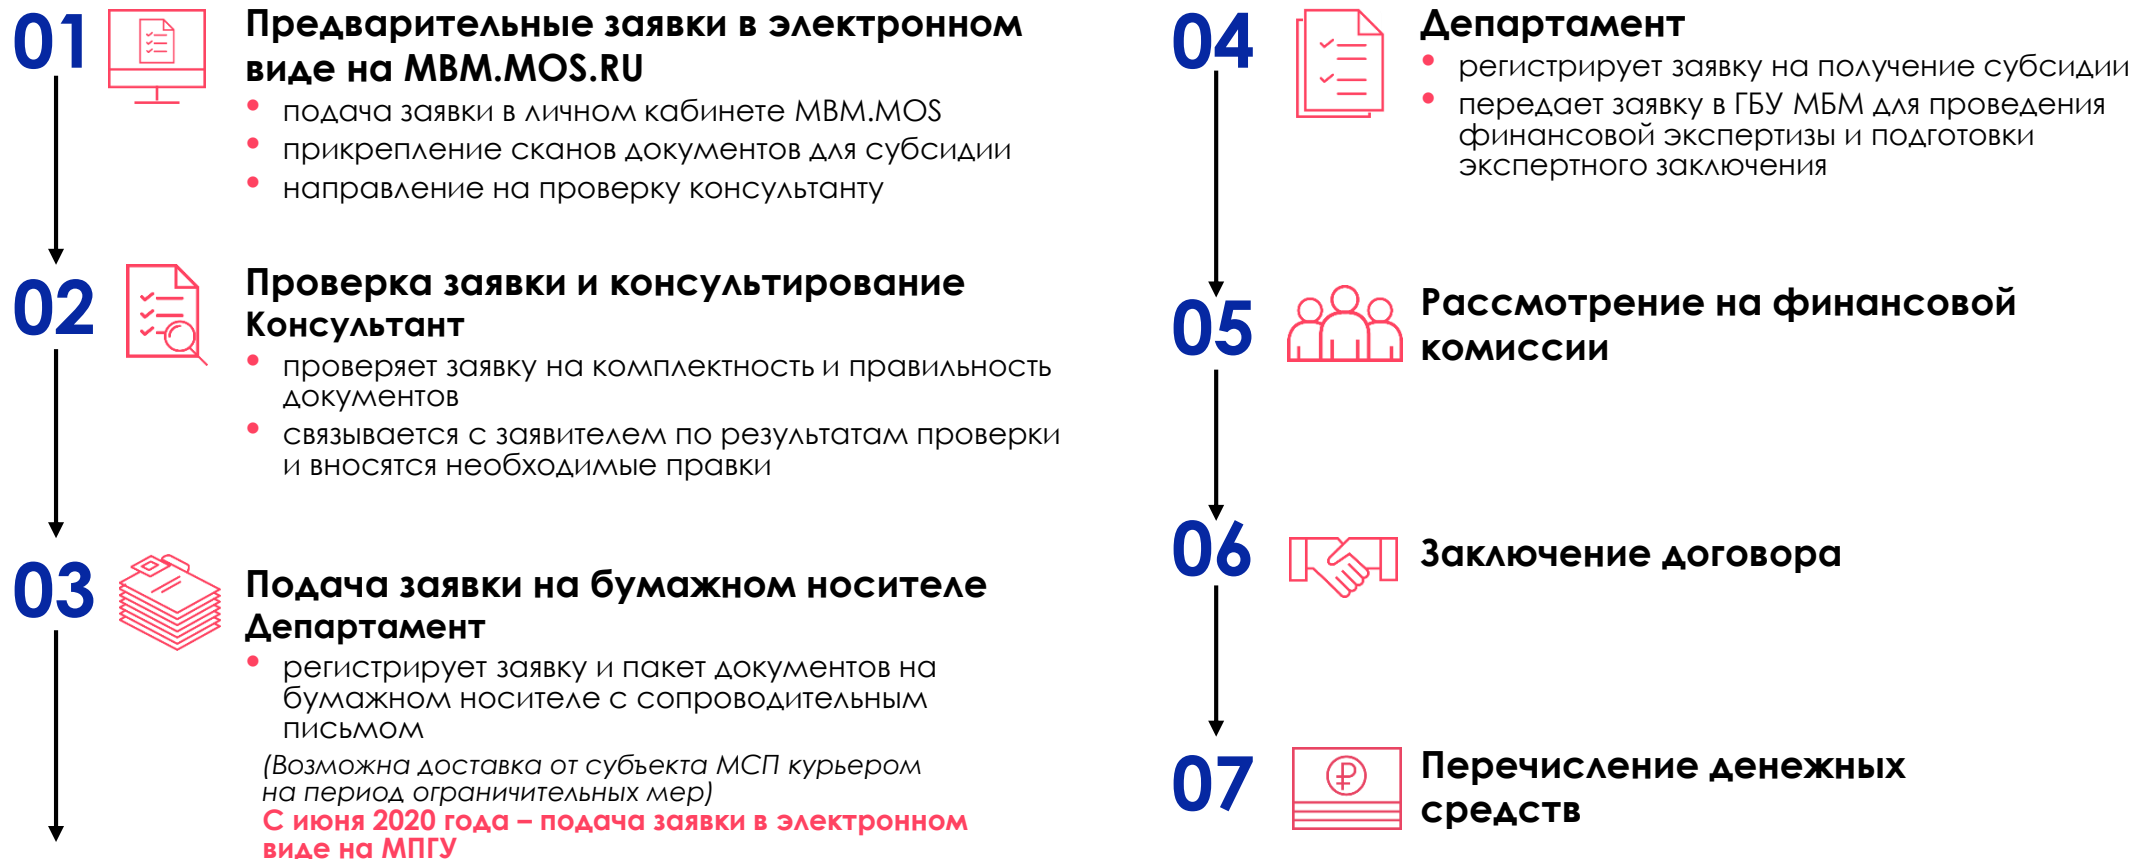 01
Предварительные заявки в электронном
виде на MBM.MOS.RU
• подача заявки в личном кабинете MBM.MOS
• прикрепление сканов документов для субсидии
• направление на проверку консультанту
02
Проверка заявки и консультирование
Консультант
• проверяет заявку на комплектность и правильность
документов
• связывается с заявителем по результатам проверки
и вносятся необходимые правки
03
Подача заявки на бумажном носителе
Департамент
• регистрирует заявку и пакет документов на
бумажном носителе с сопроводительным
письмом
(Возможна доставка от субъекта МСП курьером
на период ограничительных мер)
С июня 2020 года – подача заявки в электронном
виде на МПГУ
04
Департамент
• регистрирует заявку на получение субсидии
• передает заявку в ГБУ МБМ для проведения
финансовой экспертизы и подготовки
экспертного заключения
05
Рассмотрение на финансовой
комиссии
06
Заключение договора
07
Перечисление денежных
средств